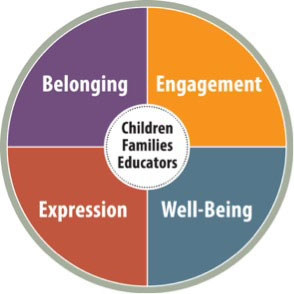 Belonging
Engagement
Children
Families
Educators
Expression
Well-Being